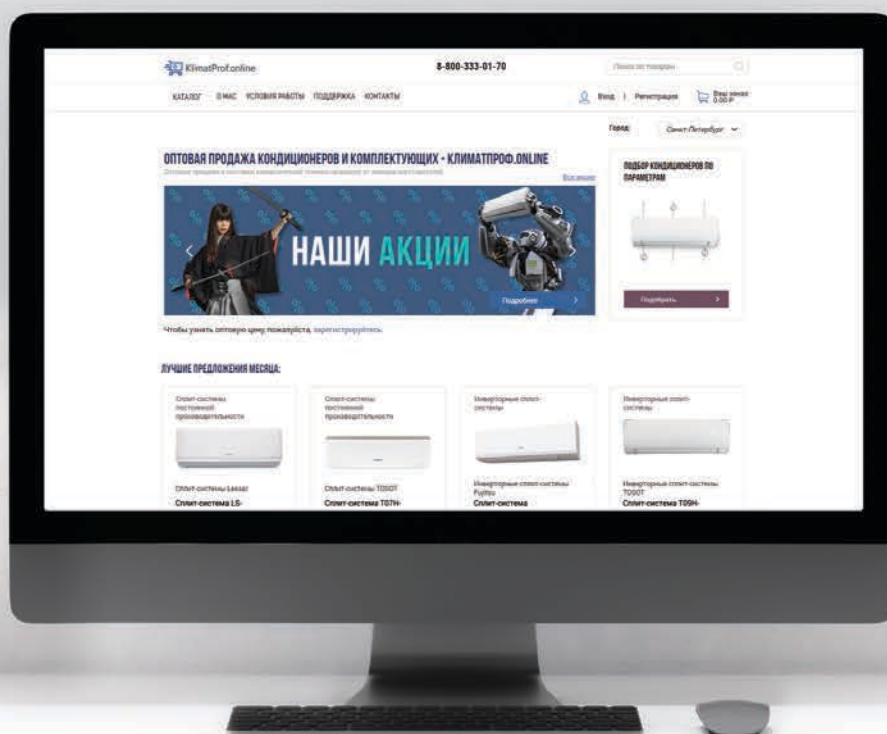 KlimatProf.online
8-800-333-01-70
Поиск по товарам
КАТАЛОГ О НАС УСЛОВИЯ РАБОТЫ ПОДДЕРЖКА КОНТАКТЫ
Вход | Регистрация
Ваш заказ
0.00 ₽
Город:
Санкт-Петербург
ОПТОВАЯ ПРОДАЖА КОНДИЦИОНЕРОВ И КОМПЛЕКТУЮЩИХ - КЛИМАТПРОФ.ONLINE
Все акции
НАШИ АКЦИИ
Подробнее
ПОДБОР КОНДИЦИОНЕРОВ ПО
ПАРАМЕТРАМ
Подобрать
Чтобы узнать оптовую цену, пожалуйста, зарегистрируйтесь.
ЛУЧШИЕ ПРЕДЛОЖЕНИЯ МЕСЯЦА:
Сплит-системы
постоянной
производительности
Сплит-системы Lessar
Сплит-система LS-
Сплит-системы
постоянной
производительности
Сплит-системы TOSOT
Сплит-система T07H-
Инверторные сплит-
системы
Инверторные сплит-системы
Fujitsu
Сплит-система
Инверторные сплит-
системы
Инверторные сплит-системы
TOSOT
Сплит-система T09H-